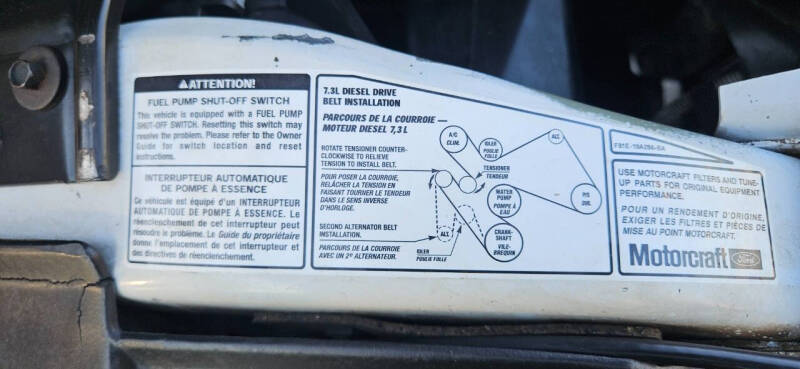 ATTENTION!
FUEL PUMP SHUT-OFF SWITCH
This vehicle is equipped with a FUEL PUMP
SHUT-OFF SWITCH. Resetting this switch may
resolve the problem. Please refer to the Owner
Guide for switch location and reset
instructions.
INTERRUPTEUR AUTOMATIQUE
DE POMPE À ESSENCE
Ce véhicule est équipé d'un INTERRUPTEUR
AUTOMATIQUE DE POMPE À ESSENCE. Le
réenclenchement de cet interrupteur peut
résoudre le problème. Le Guide du propriétaire
donne l'emplacement de cet interrupteur et
des directives de réenclenchement.
7.3L DIESEL DRIVE
BELT INSTALLATION
PARCOURS DE LA COURROIE —
MOTEUR DIESEL 7,3 L
ROTATE TENSIONER COUNTER-
CLOCKWISE TO RELIEVE
TENSION TO INSTALL BELT.
POUR POSER LA COURROIE,
RELÂCHER LA TENSION EN
FAISANT TOURNER LE TENDEUR
DANS LE SENS INVERSE
D'HORLOGE.
SECOND ALTERNATOR BELT
INSTALLATION.
PARCOURS DE LA COURROIE
AVEC UN 2e ALTERNATEUR.
A/C
CLIM.
IDLER
POULIE
FOLLE
ALT.
TENSIONER
TENDEUR
WATER
PUMP
POMPE
À EAU
P/S
DIR.
ALT.
IDLER
POULIE FOLLE
CRANK-
SHAFT
VILE-
BREQUIN
USE MOTORCRAFT FILTERS AND TUNE-
UP PARTS FOR ORIGINAL EQUIPMENT
PERFORMANCE.
POUR UN RENDEMENT D'ORIGINE,
EXIGER LES FILTRES ET PIÈCES DE
MISE AU POINT MOTORCRAFT.
Motorcraft Ford